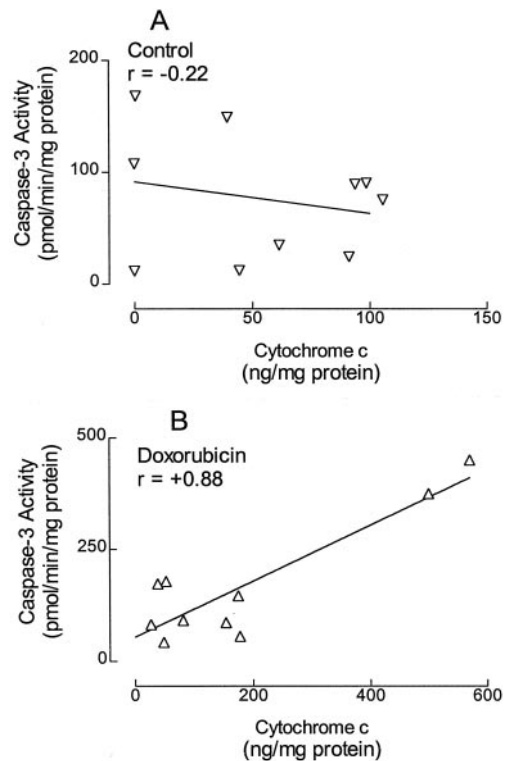 A
Control
r = -0.22
Caspase-3 Activity
(pmol/min/mg protein)
200
100
0
0 50 100 150
Cytochrome c
(ng/mg protein)
B
Doxorubicin
r = +0.88
Caspase-3 Activity
(pmol/min/mg protein)
500
250
0
0 200 400 600
Cytochrome c
(ng/mg protein)